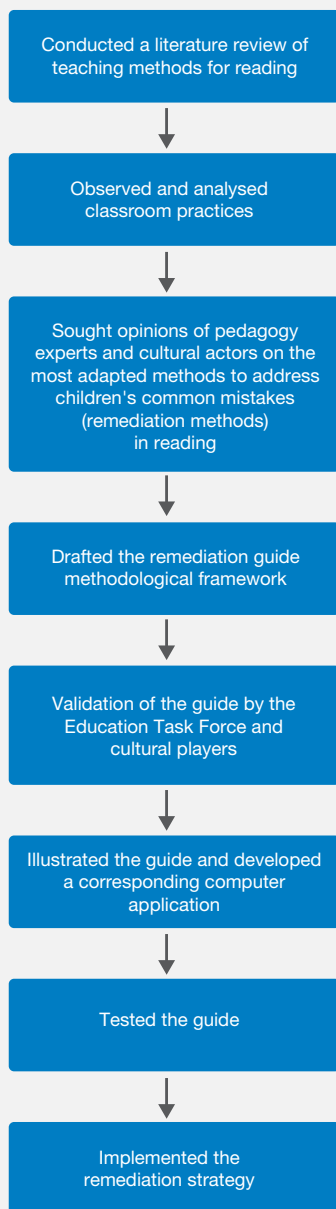 Conducted a literature review of
teaching methods for reading
Observed and analysed
classroom practices
Sought opinions of pedagogy
experts and cultural actors on the
most adapted methods to address
children's common mistakes
(remediation methods)
in reading
Drafted the remediation guide
methodological framework
Validation of the guide by the
Education Task Force and
cultural players
Illustrated the guide and developed
a corresponding computer
application
Tested the guide
Implemented the
remediation strategy